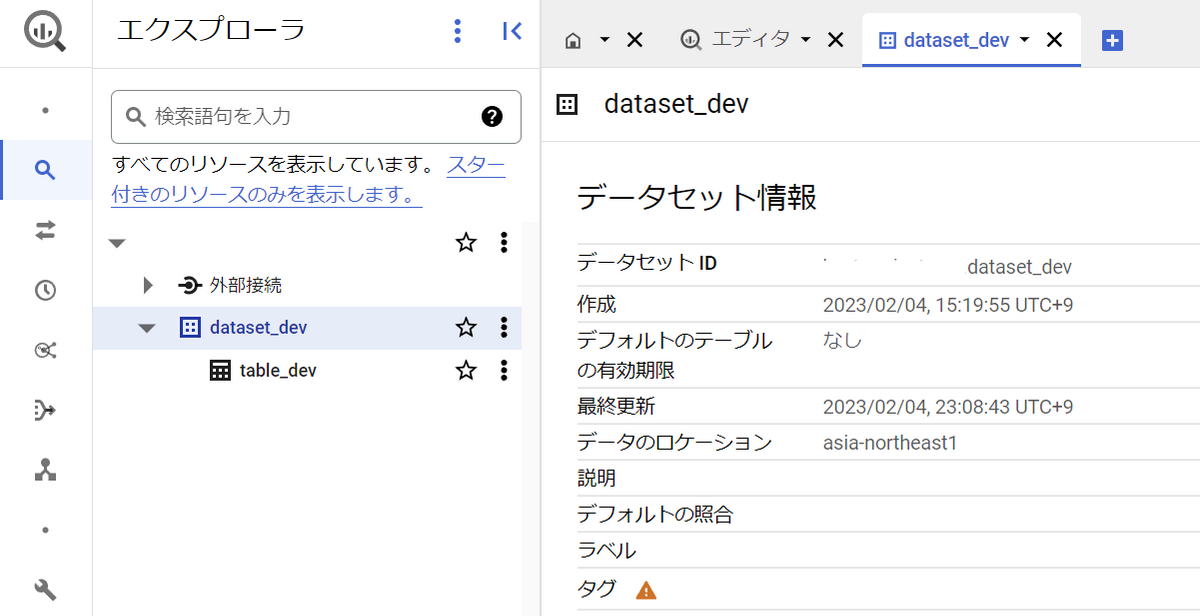 エクスプローラ
検索語句を入力
すべてのリソースを表示しています。 スター
付きのリソースのみを表示します。
外部接続
dataset_dev
table_dev
エディタ
dataset_dev
dataset_dev
データセット情報
データセット ID dataset_dev
作成 2023/02/04, 15:19:55 UTC+9
デフォルトのテーブル なし
の有効期限
最終更新 2023/02/04, 23:08:43 UTC+9
データのロケーション asia-northeast1
説明
デフォルトの照合
ラベル
タグ